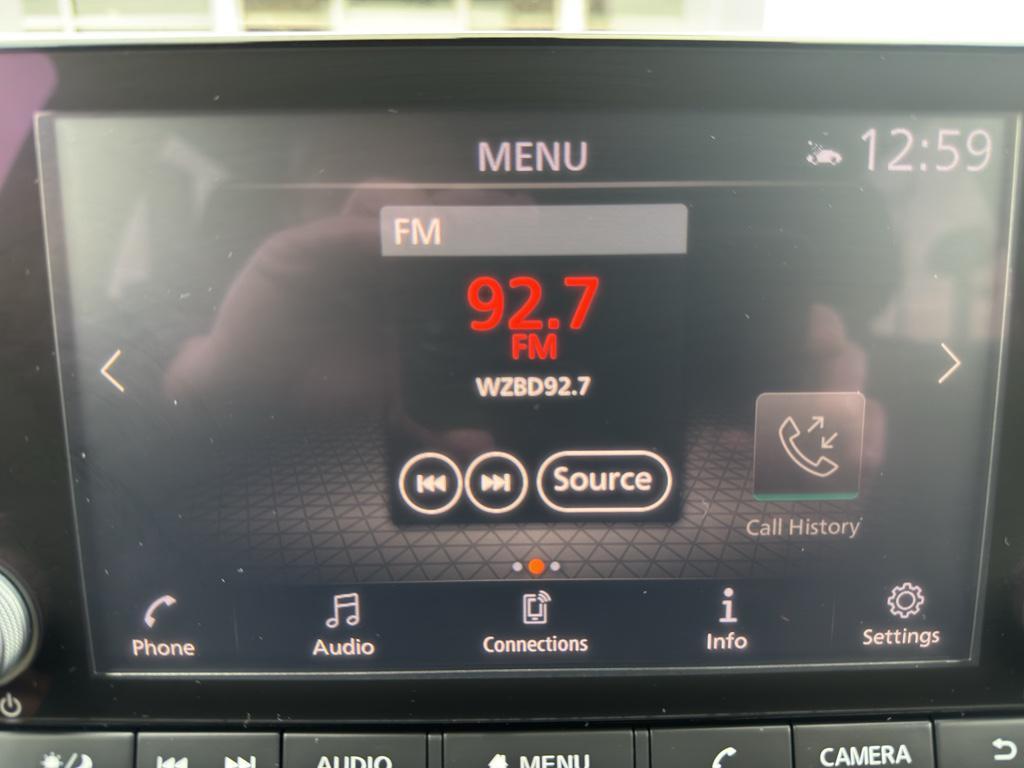 MENU
12:59
FM
92.7
FM
WZBD92.7
Source
Call History
Phone
Audio
Connections
Info
Settings
AUDIO
MENU
CAMERA